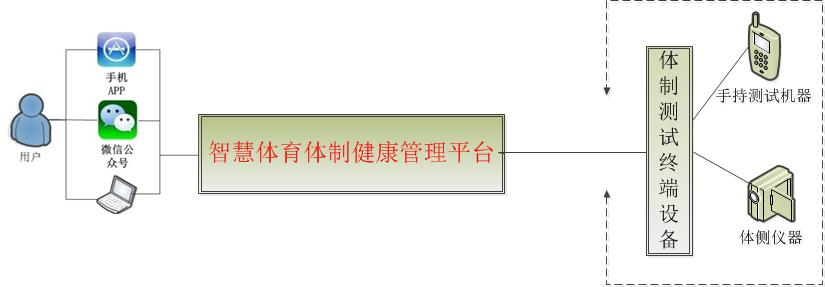 用户
手机
APP
微信公
众号
智慧体育体制健康管理平台
体制测试终端设备
手持测试机器
体侧仪器